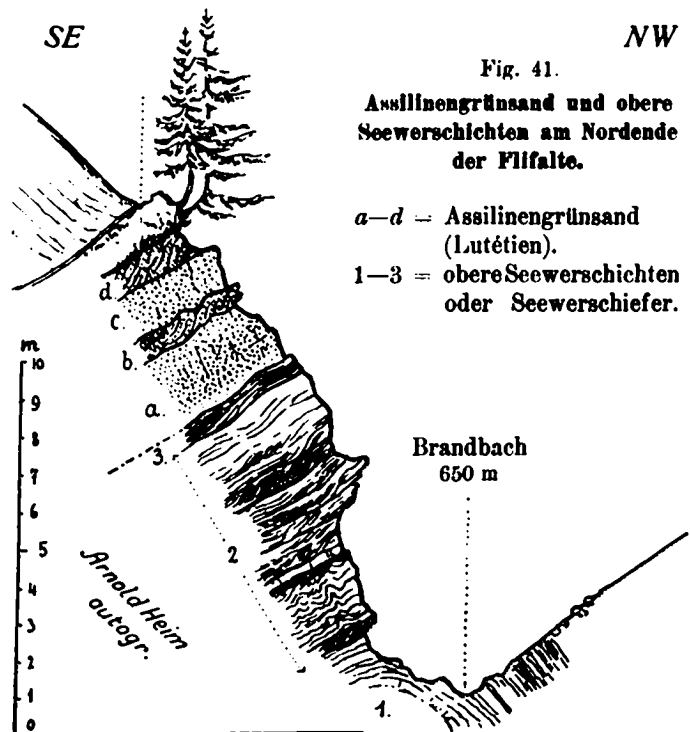 SE
NW
Fig. 41.
Assilinengrünsand und obere
Seewerschichten am Nordende
der Flifalte.
a—d = Assilinengrünsand
(Lutétien).
1—3 = obere Seewerschichten
oder Seewerschiefer.
d.
c.
b.
a.
3.
2
1.
m
10
9
8
7
6
5
4
3
2
1
0
Brandbach
650 m
Arnold Heim
autogr.